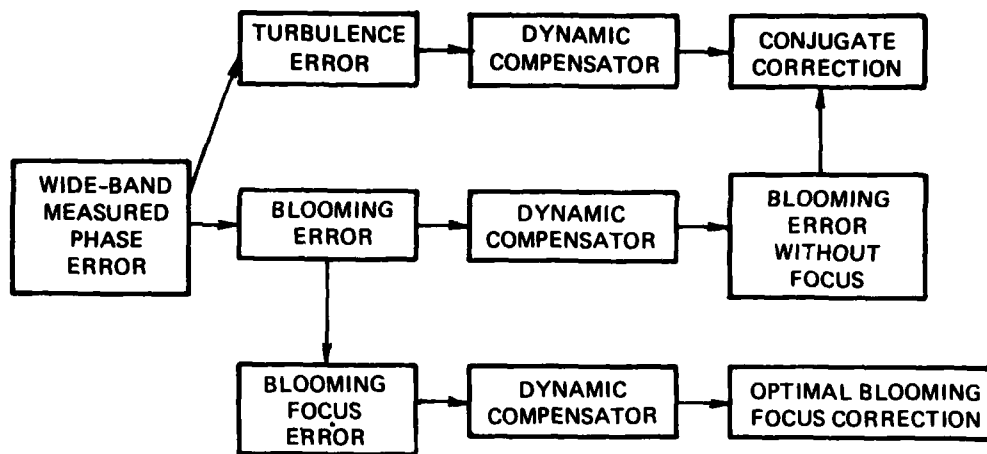 TURBULENCE
ERROR
DYNAMIC
COMPENSATOR
CONJUGATE
CORRECTION
WIDE-BAND
MEASURED
PHASE
ERROR
BLOOMING
ERROR
DYNAMIC
COMPENSATOR
BLOOMING
ERROR
WITHOUT
FOCUS
BLOOMING
FOCUS
ERROR
DYNAMIC
COMPENSATOR
OPTIMAL BLOOMING
FOCUS CORRECTION